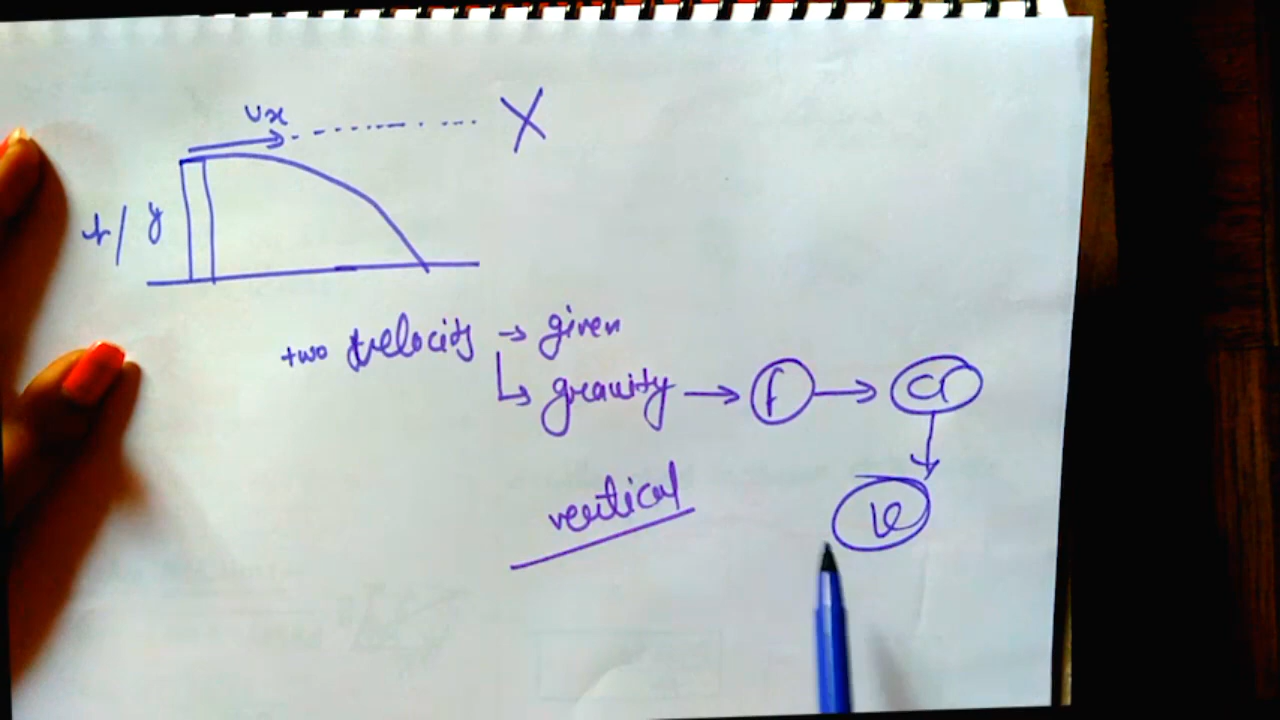 Ux
X
+/ y
two velocity → given
↳ gravity → f → a
v
vertical